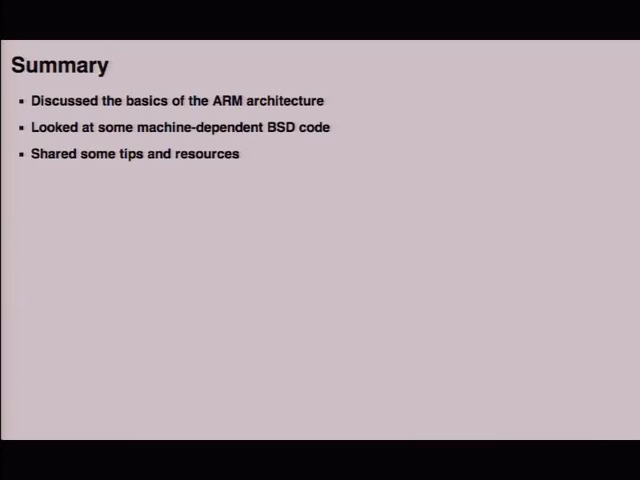 Summary
▪ Discussed the basics of the ARM architecture
▪ Looked at some machine-dependent BSD code
▪ Shared some tips and resources